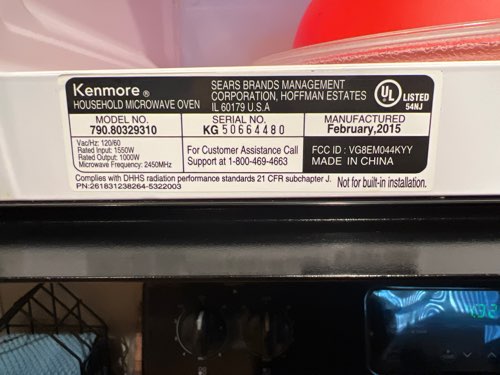 Kenmore®
HOUSEHOLD MICROWAVE OVEN
SEARS BRANDS MANAGEMENT
CORPORATION, HOFFMAN ESTATES
IL 60179 U.S.A
UL LISTED
54NJ
MODEL NO.
790.80329310
SERIAL NO.
KG 50664480
MANUFACTURED
February,2015
Vac/Hz: 120/60
Rated Input: 1550W
Rated Output: 1000W
Microwave Frequency: 2450MHz
For Customer Assistance Call
Support at 1-800-469-4663
FCC ID : VG8EM044KYY
MADE IN CHINA
Complies with DHHS radiation performance standards 21 CFR subchapter J.
PN:261831238264-5322003
Not for built-in installation.